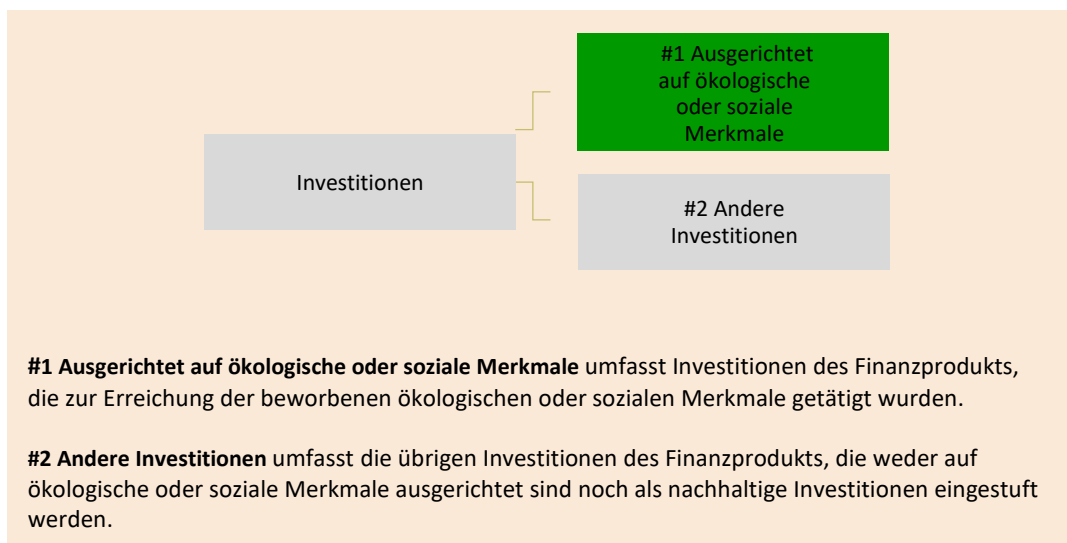 #1 Ausgerichtet
auf ökologische
oder soziale
Merkmale
Investitionen
#2 Andere
Investitionen
#1 Ausgerichtet auf ökologische oder soziale Merkmale umfasst Investitionen des Finanzprodukts,
die zur Erreichung der beworbenen ökologischen oder sozialen Merkmale getätigt wurden.
#2 Andere Investitionen umfasst die übrigen Investitionen des Finanzprodukts, die weder auf
ökologische oder soziale Merkmale ausgerichtet sind noch als nachhaltige Investitionen eingestuft
werden.